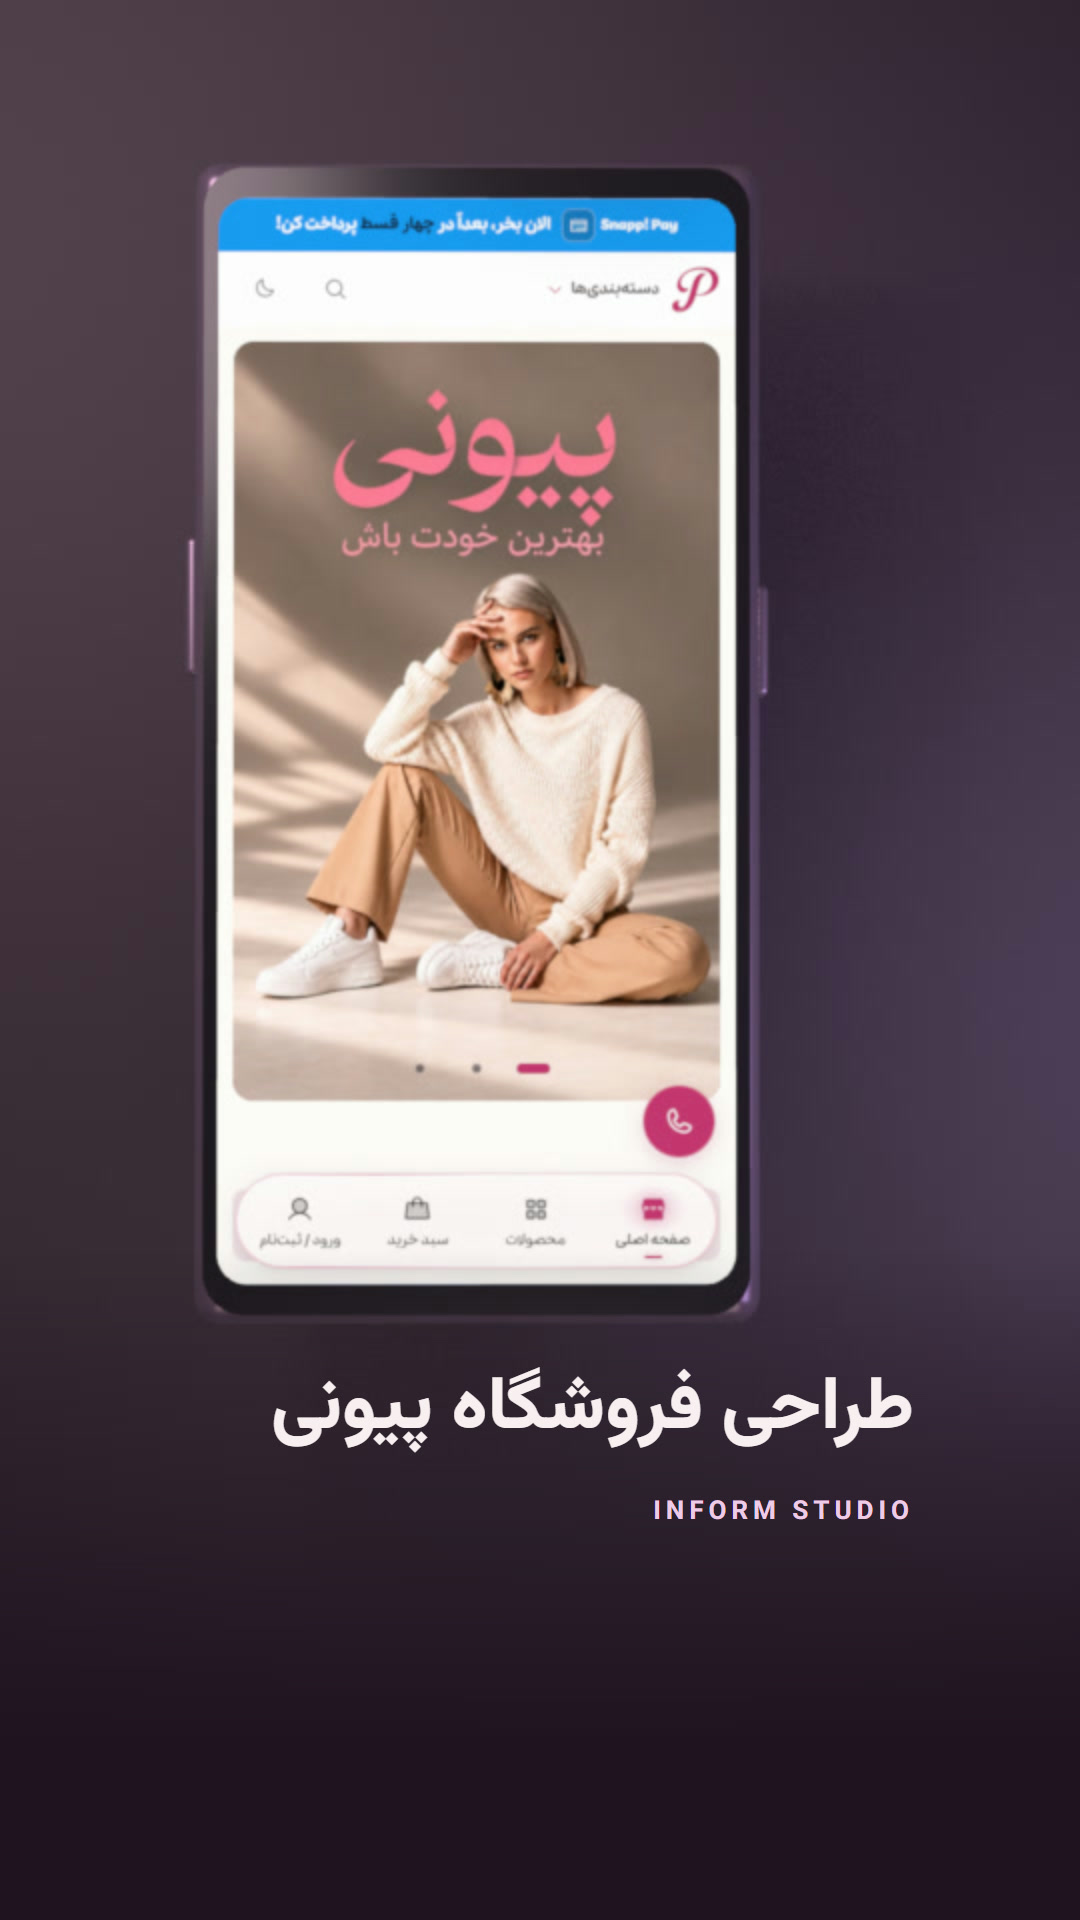 Snapp! Pay الان بخر، بعداً در چهار قسط پرداخت کن!
P دسته‌بندی‌ها
پیونی
بهترین خودت باش
صفحه اصلی
محصولات
سبد خرید
ورود / ثبت‌نام
طراحی فروشگاه پیونی
INFORM STUDIO